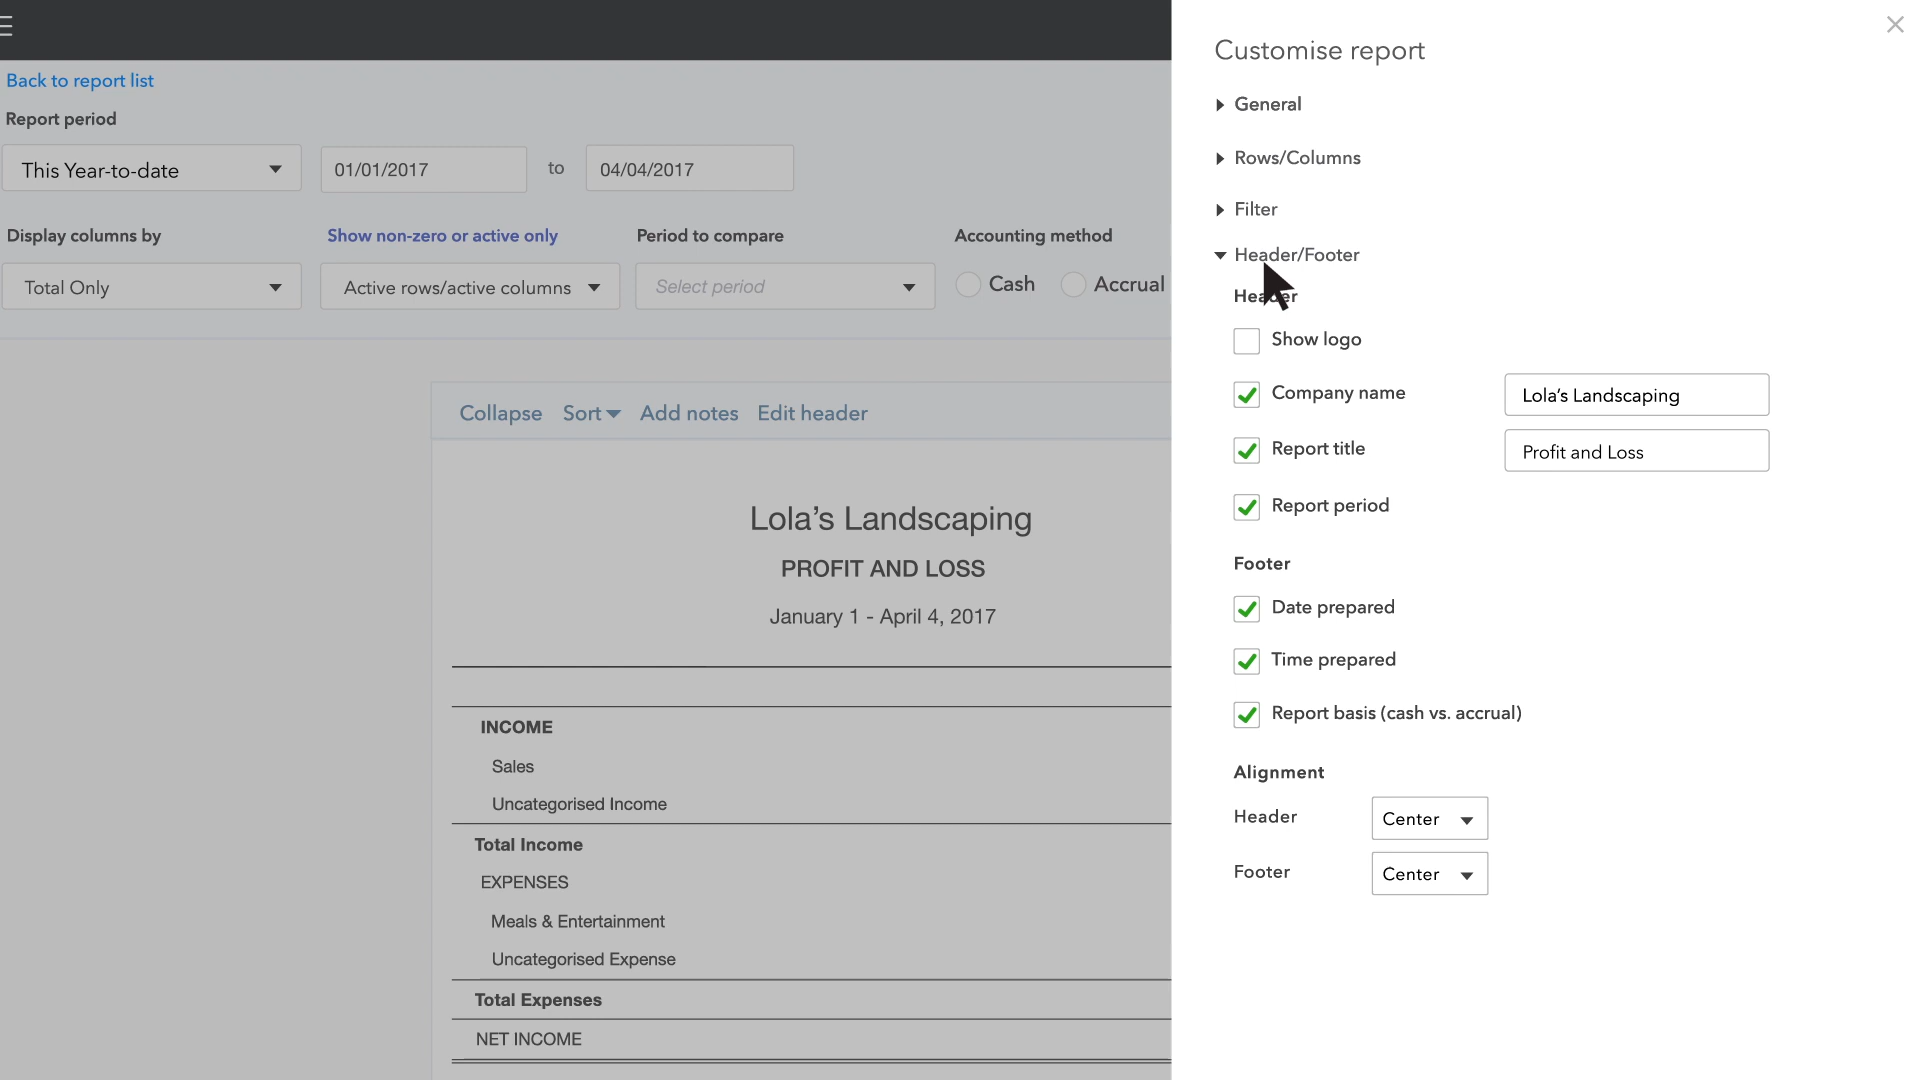 Back to report list
Report period
This Year-to-date
01/01/2017
to
04/04/2017
Display columns by
Show non-zero or active only
Period to compare
Accounting method
Total Only
Active rows/active columns
Select period
Cash
Accrual
Collapse
Sort
Add notes
Edit header
Lola's Landscaping
PROFIT AND LOSS
January 1 - April 4, 2017
INCOME
Sales
Uncategorised Income
Total Income
EXPENSES
Meals & Entertainment
Uncategorised Expense
Total Expenses
NET INCOME
Customise report
General
Rows/Columns
Filter
Header/Footer
Header
Show logo
Company name
Lola's Landscaping
Report title
Profit and Loss
Report period
Footer
Date prepared
Time prepared
Report basis (cash vs. accrual)
Alignment
Header
Center
Footer
Center